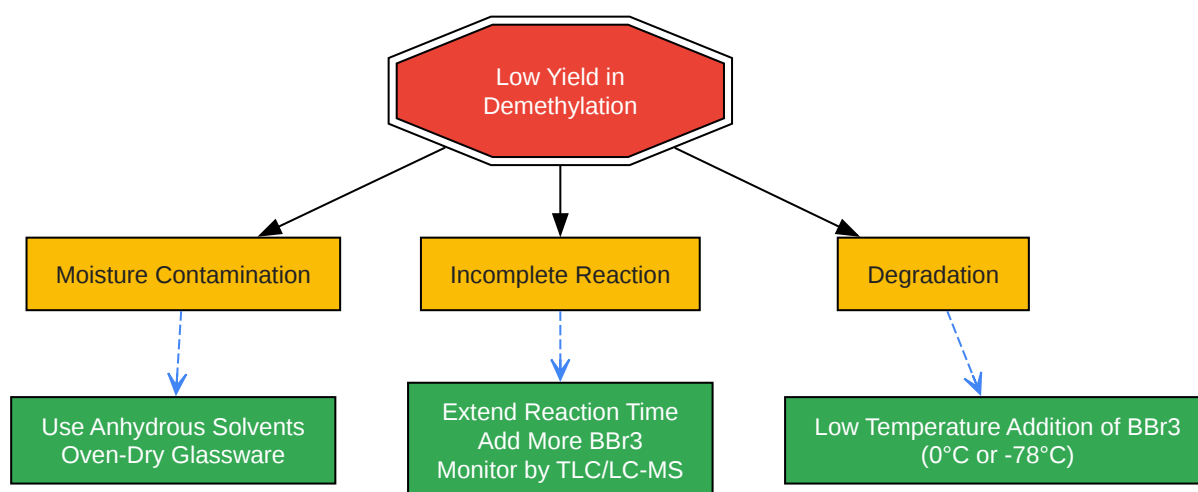 Low Yield in
Demethylation
Moisture Contamination
Incomplete Reaction
Degradation
Use Anhydrous Solvents
Oven-Dry Glassware
Extend Reaction Time
Add More BBr3
Monitor by TLC/LC-MS
Low Temperature Addition of BBr3
(0°C or -78°C)